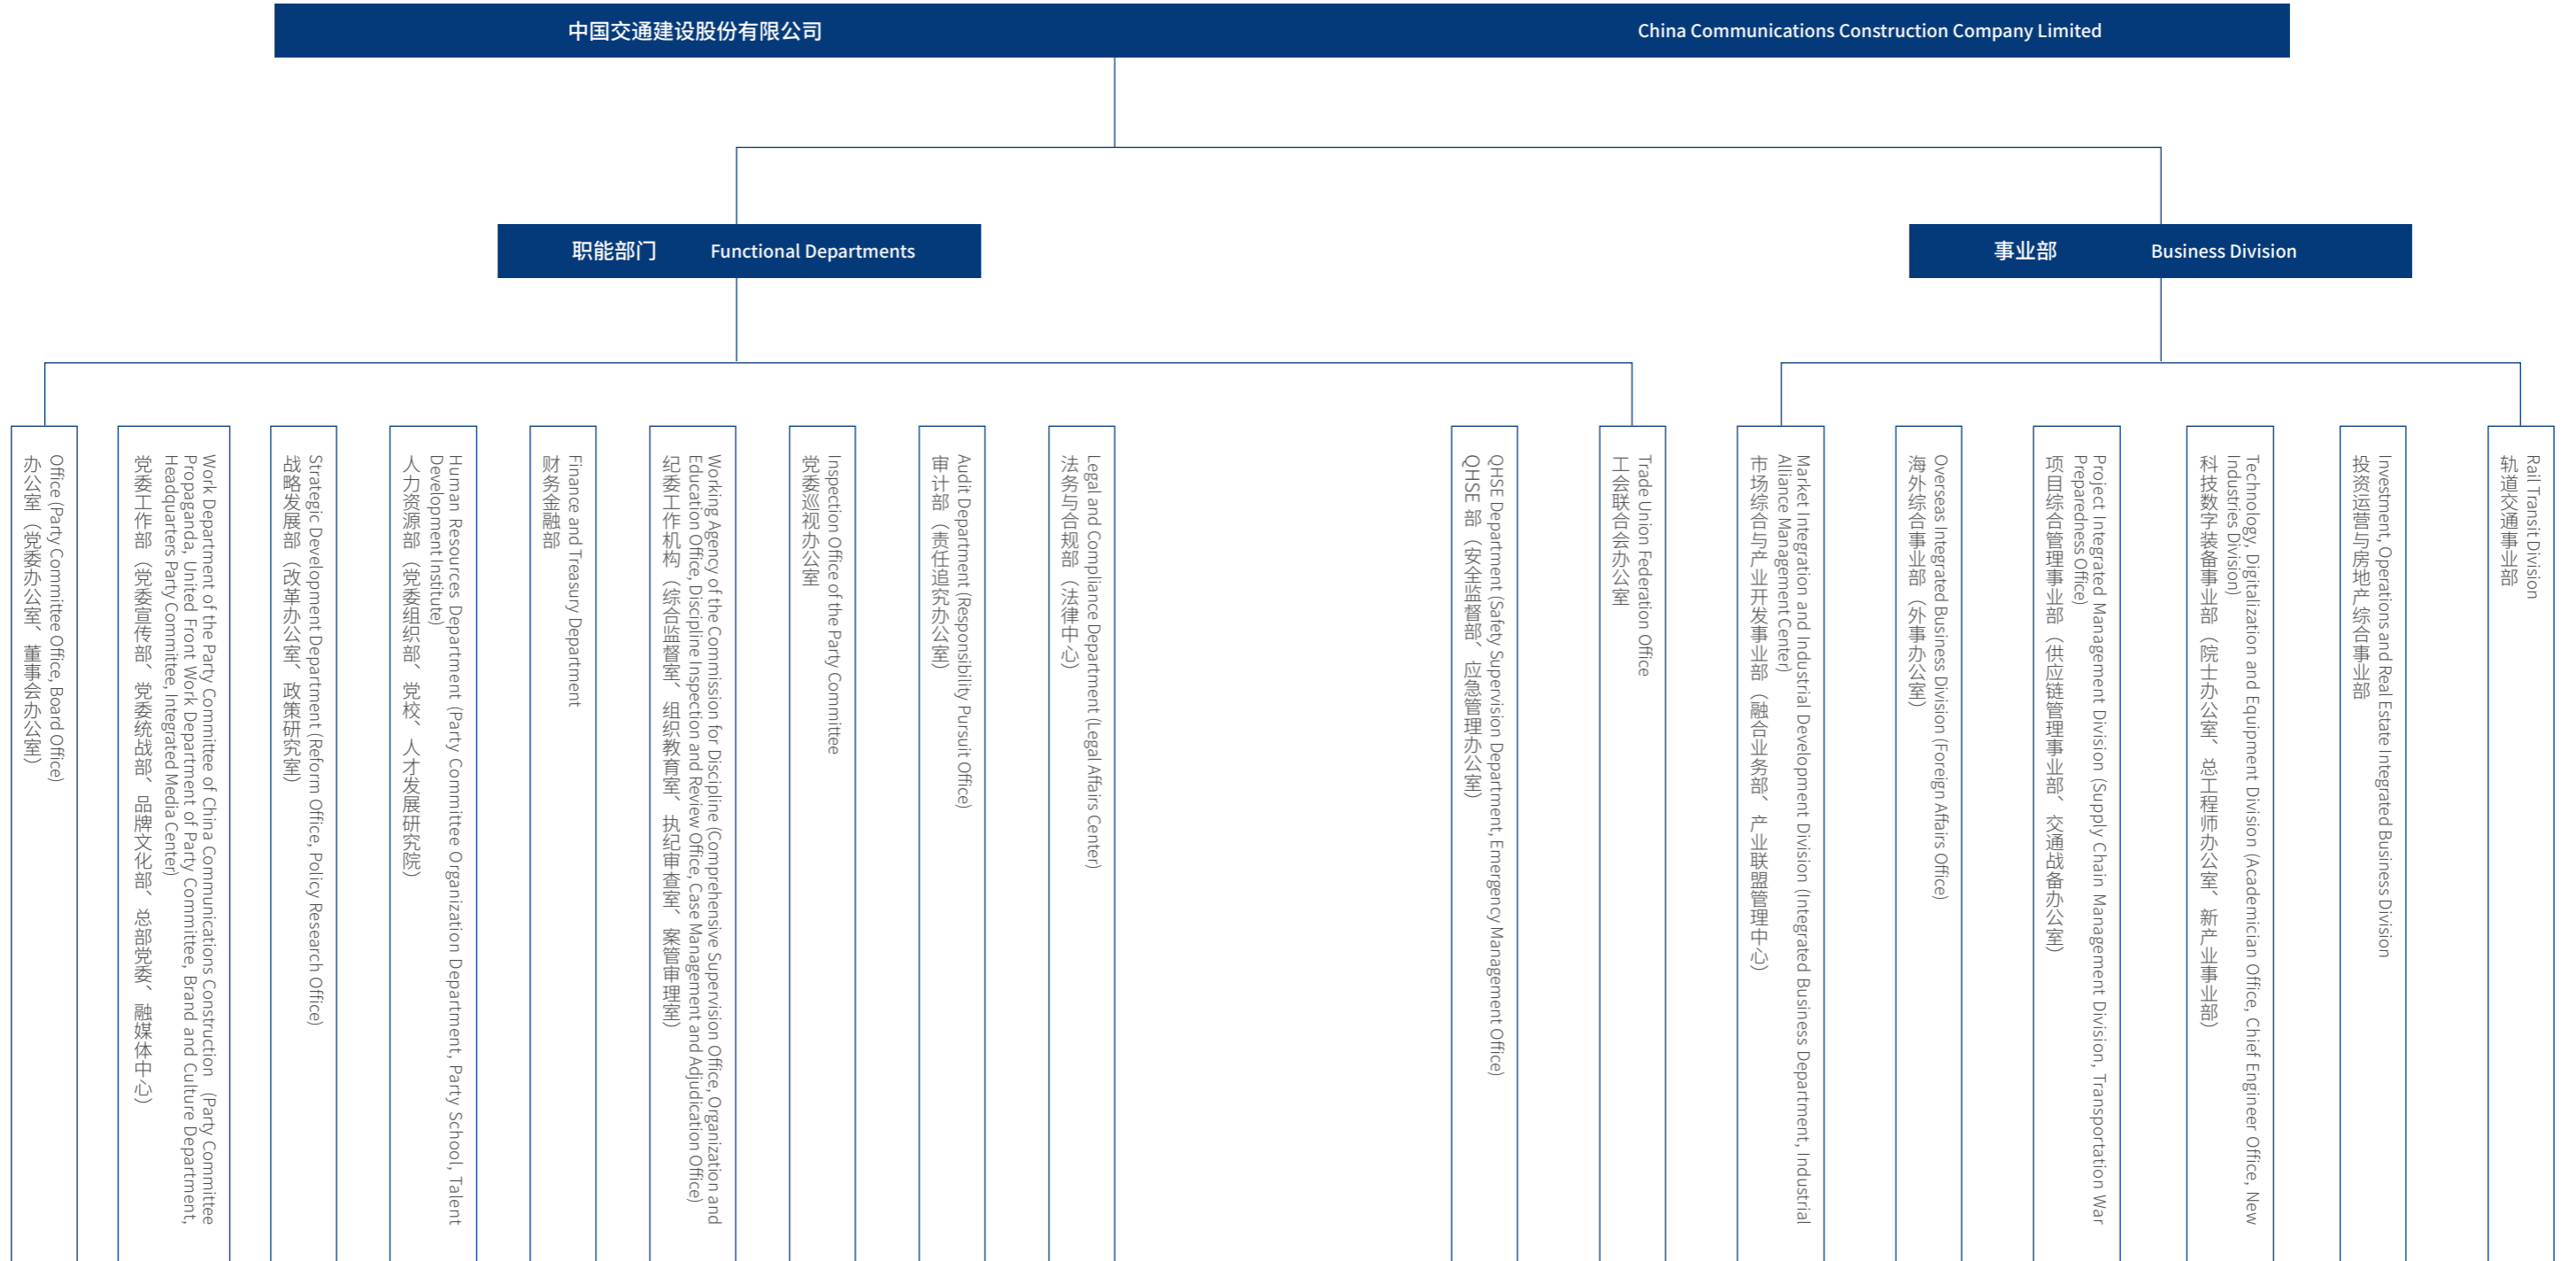 中国交通建设股份有限公司
China Communications Construction Company Limited
职能部门
Functional Departments
事业部
Business Division
Office (Party Committee Office, Board Office)
办公室（党委办公室、董事会办公室）
Work Department of the Party Committee of China Communications Construction (Party Committee
Propaganda, United Front Work Department of Party Committee, Brand and Culture Department,
Headquarters Party Committee, Integrated Media Center)
党委工作部（党委宣传部、党委统战部、品牌文化部、总部党委、融媒体中心）
Strategic Development Department (Reform Office, Policy Research Office)
战略发展部（改革办公室、政策研究室）
Human Resources Department (Party Committee Organization Department, Party School, Talent
Development Institute)
人力资源部（党委组织部、党校、人才发展研究院）
Finance and Treasury Department
财务金融部
Working Agency of the Commission for Discipline (Comprehensive Supervision Office, Organization and
Education Office, Discipline Inspection and Review Office, Case Management and Adjudication Office)
纪委工作机构（综合监督室、组织教育室、执纪审查室、案管审理室）
Inspection Office of the Party Committee
党委巡视办公室
Audit Department (Responsibility Pursuit Office)
审计部（责任追究办公室）
Legal and Compliance Department (Legal Affairs Center)
法务与合规部（法律中心）
QHSE Department (Safety Supervision Department, Emergency Management Office)
QHSE 部（安全监督部、应急管理办公室）
Trade Union Federation Office
工会联合会办公室
Market Integration and Industrial Development Division (Integrated Business Department, Industrial
Alliance Management Center)
市场综合与产业开发事业部（融合业务部、产业联盟管理中心）
Overseas Integrated Business Division (Foreign Affairs Office)
海外综合事业部（外事办公室）
Project Integrated Management Division (Supply Chain Management Division, Transportation War
Preparedness Office)
项目综合管理事业部（供应链管理事业部、交通战备办公室）
Technology, Digitalization and Equipment Division (Academician Office, Chief Engineer Office, New
Industries Division)
科技数字装备事业部（院士办公室、总工程师办公室、新产业事业部）
Investment, Operations and Real Estate Integrated Business Division
投资运营与房地产综合事业部
Rail Transit Division
轨道交通事业部